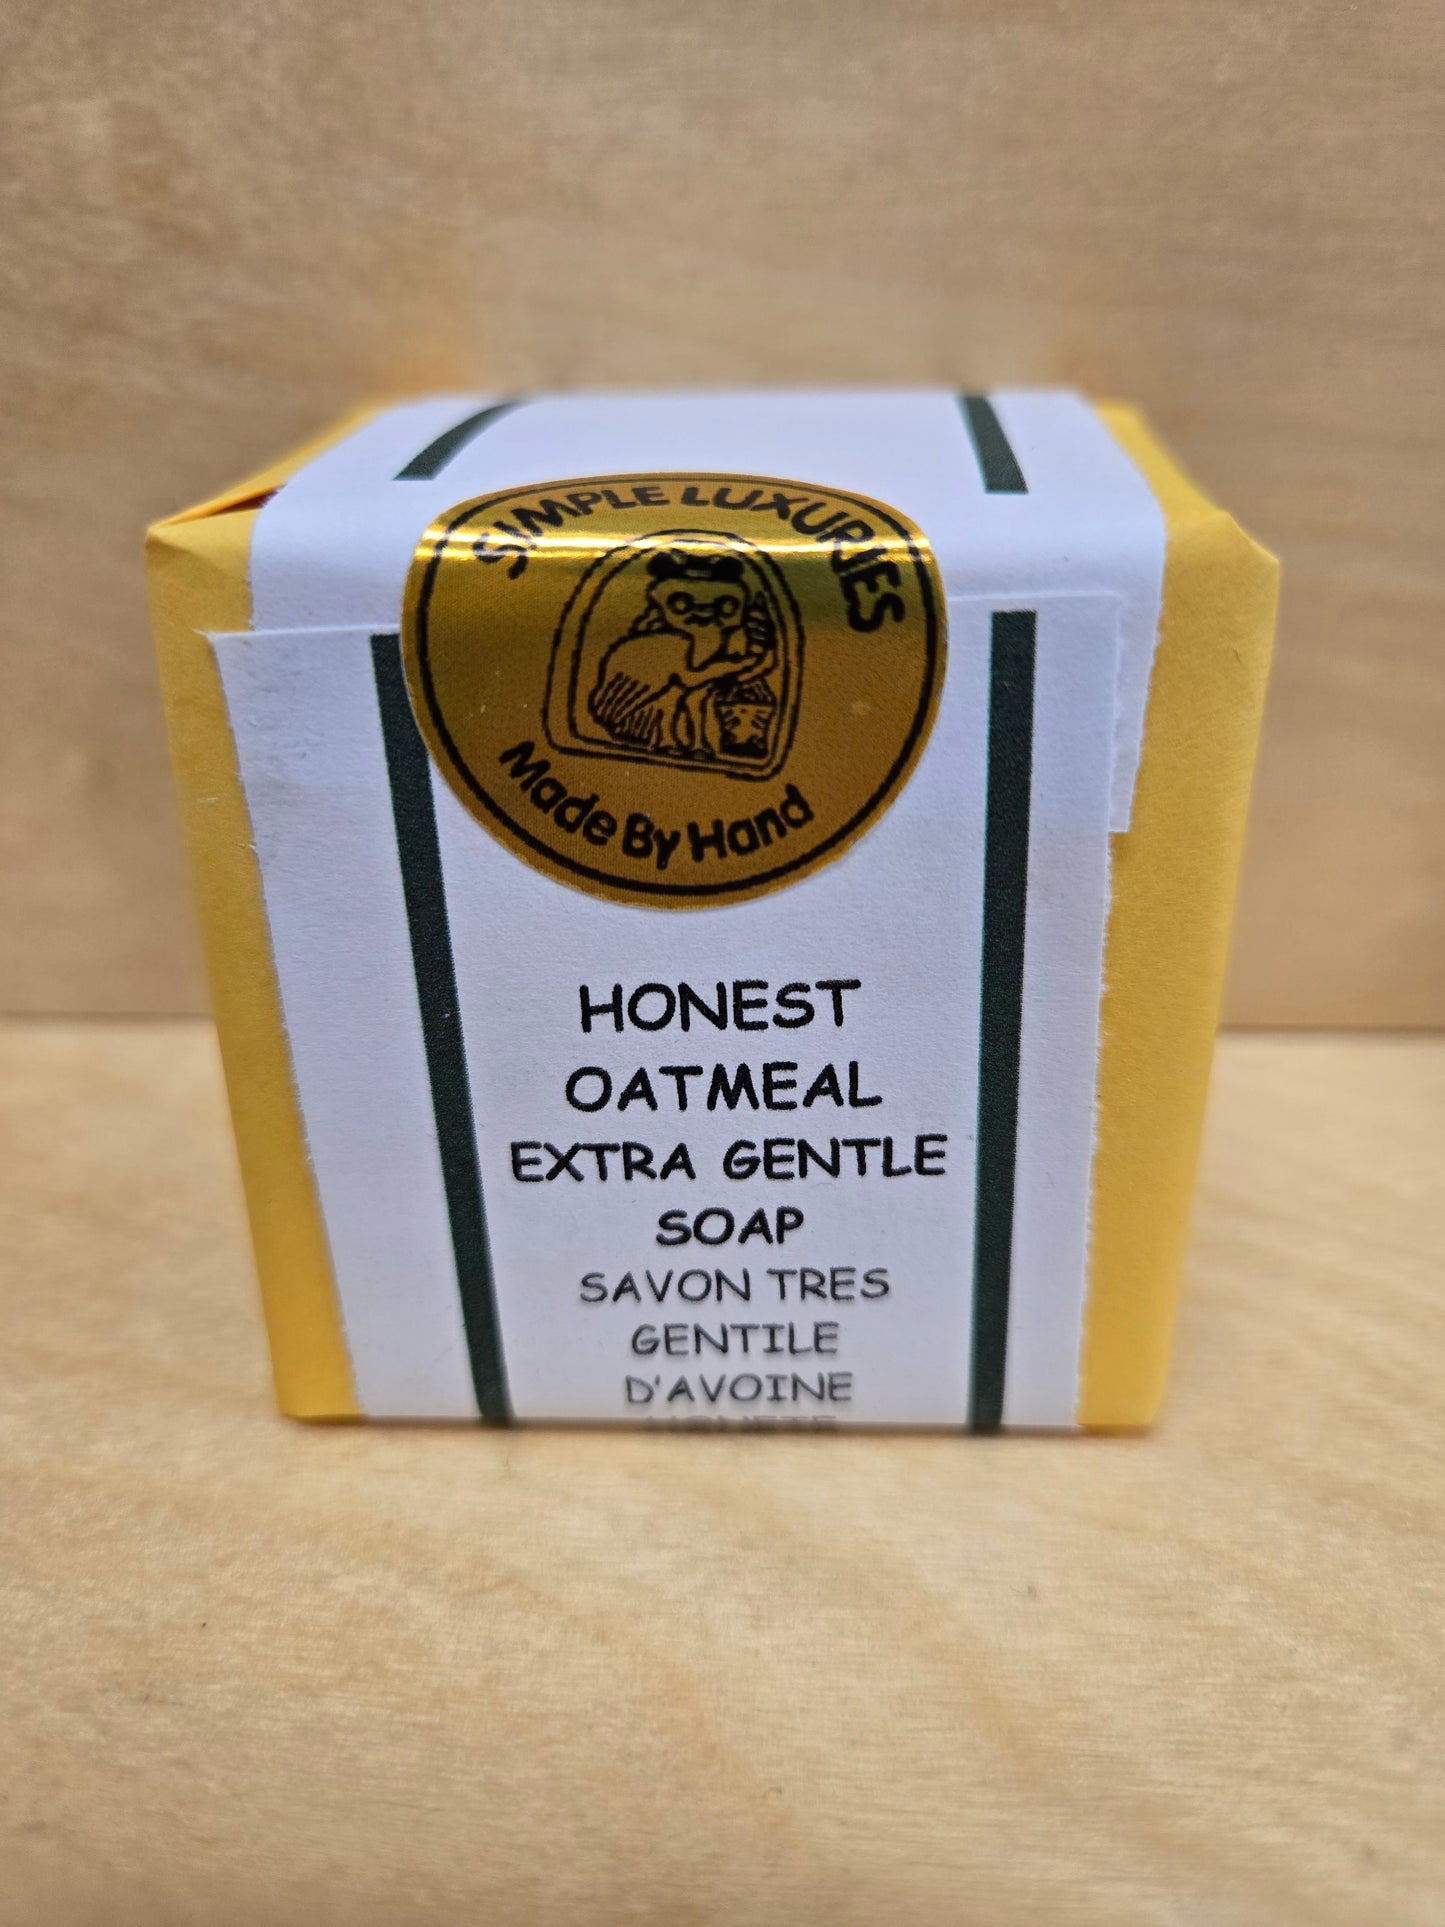 SIMPLE LUXURIES
Made By Hand
HONEST
OATMEAL
EXTRA GENTLE
SOAP
SAVON TRES
GENTILE
D'AVOINE